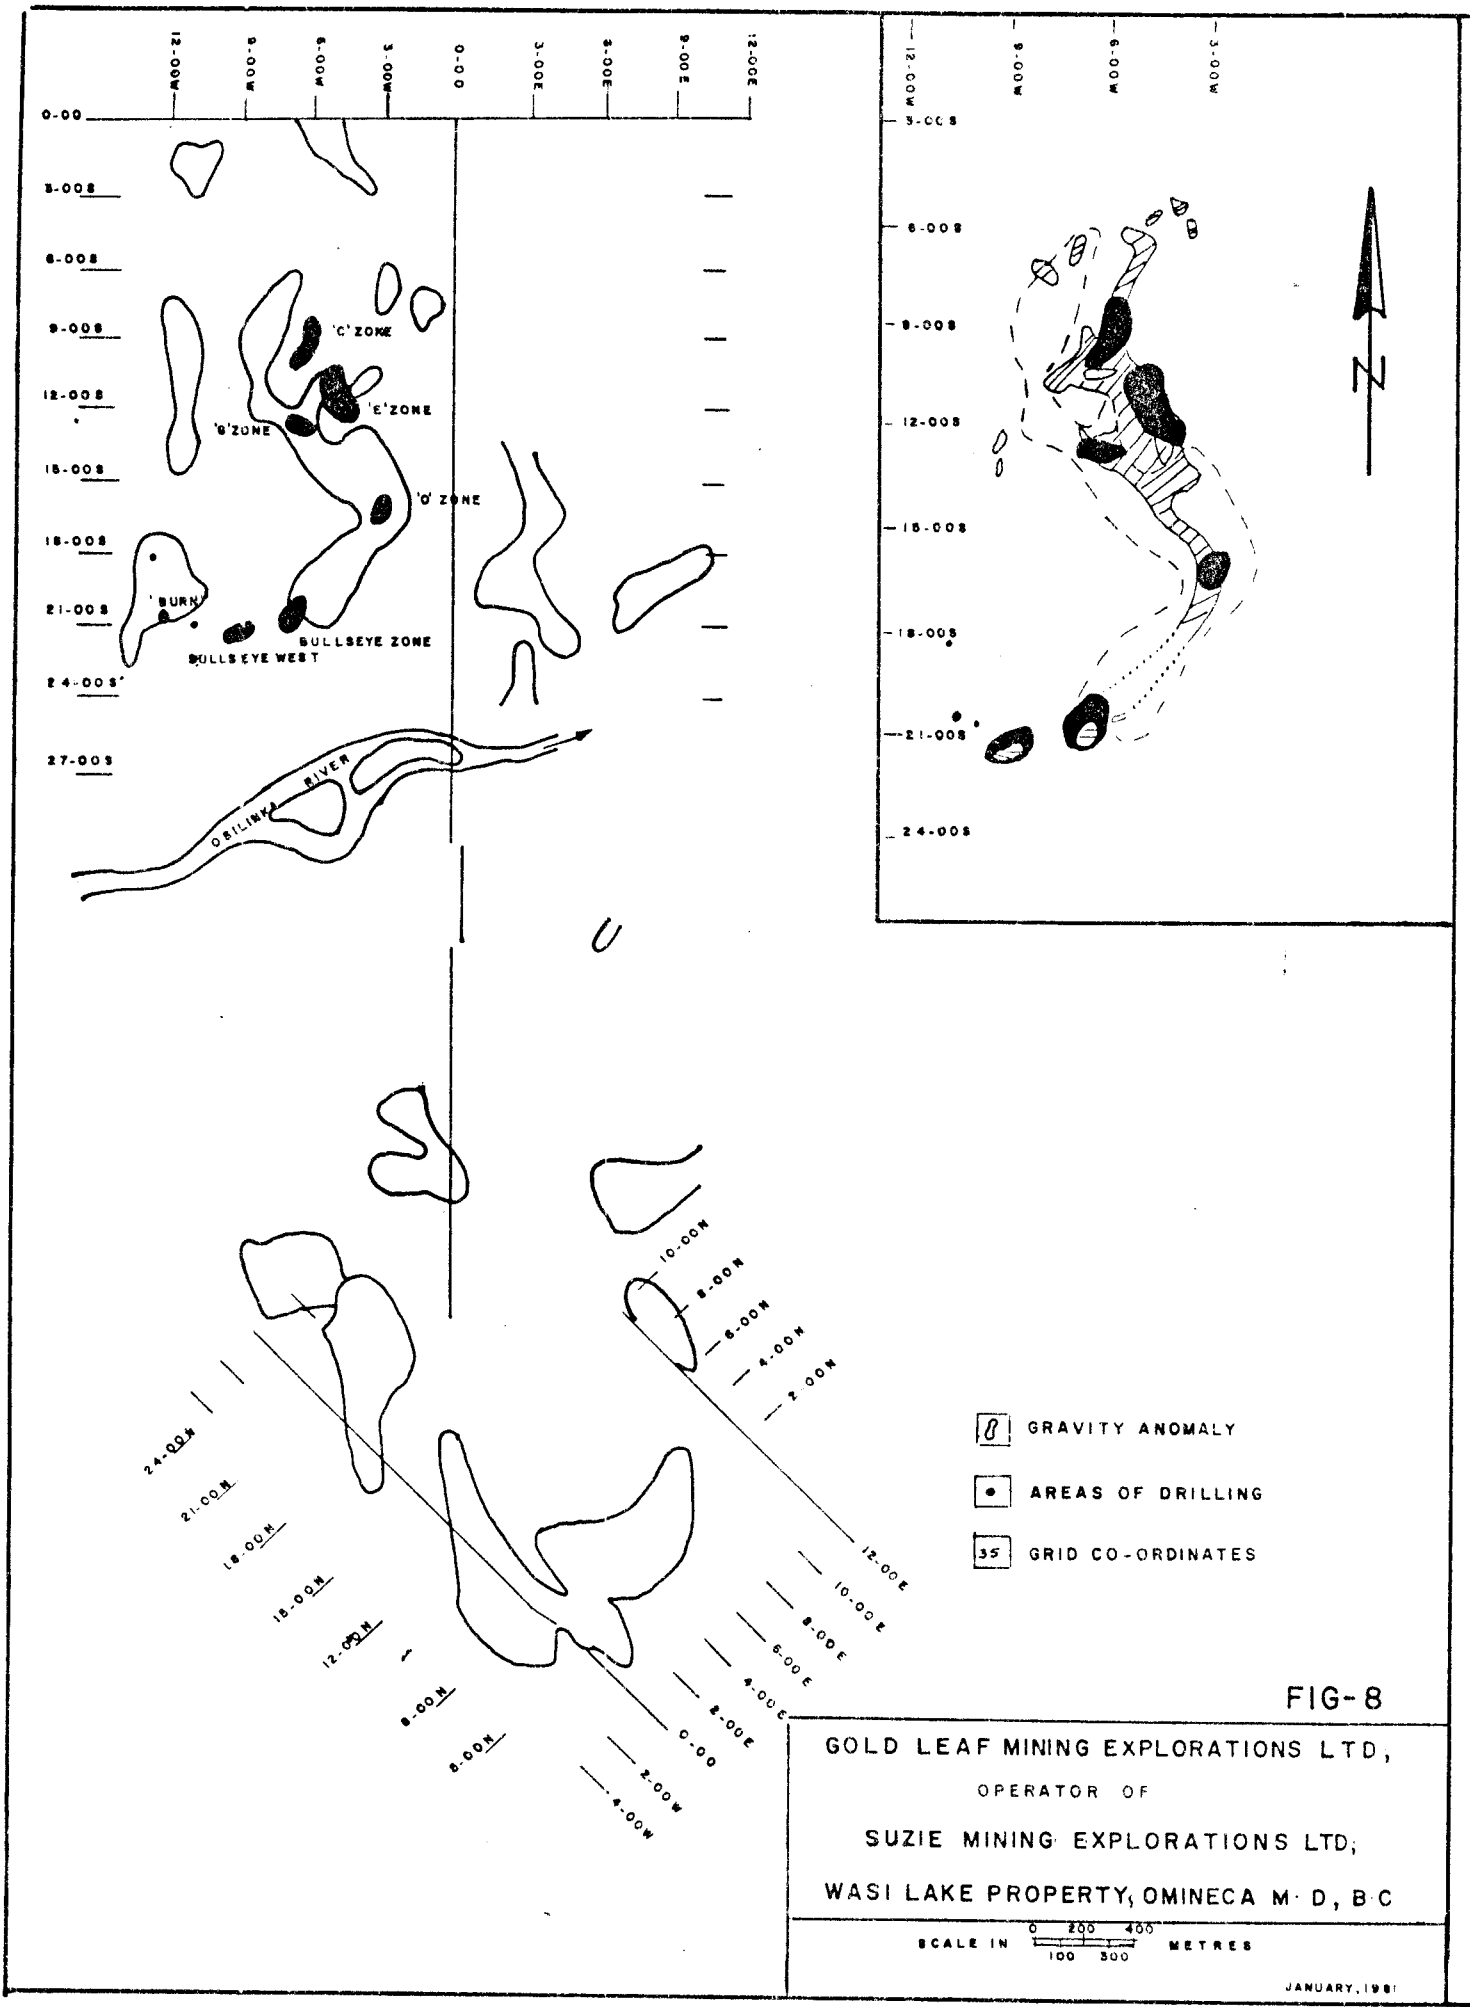 12-00W
9-00W
6-00W
3-00W
0-00
3-00E
6-00E
9-00E
12-00E
0-00
3-00S
6-00S
9-00S
12-00S
15-00S
18-00S
21-00S
24-00S
27-00S
'C' ZONE
'E' ZONE
'B' ZONE
'O' ZONE
'BURN'
BULLSEYE ZONE
BULLSEYE WEST
OSILINKA RIVER
12-00W
9-00W
6-00W
3-00W
3-00S
6-00S
9-00S
12-00S
15-00S
18-00S
21-00S
24-00S
N
10-00N
8-00N
6-00N
4-00N
2-00N
24-00N
21-00N
18-00N
15-00N
12-00N
9-00N
6-00N
12-00E
10-00E
8-00E
6-00E
4-00E
2-00E
0-00
2-00W
4-00W
GRAVITY ANOMALY
AREAS OF DRILLING
35 GRID CO-ORDINATES
FIG-8
GOLD LEAF MINING EXPLORATIONS LTD,
OPERATOR OF
SUZIE MINING EXPLORATIONS LTD,
WASI LAKE PROPERTY, OMINECA M·D, B·C
0 200 400
SCALE IN METRES
100 300
JANUARY, 1981